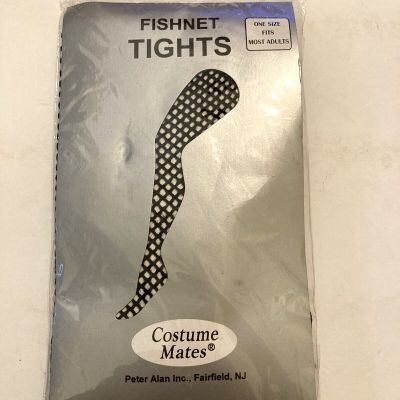 FISHNET
TIGHTS
ONE SIZE
FITS
MOST ADULTS
Costume
Mates®
Peter Alan Inc., Fairfield, NJ